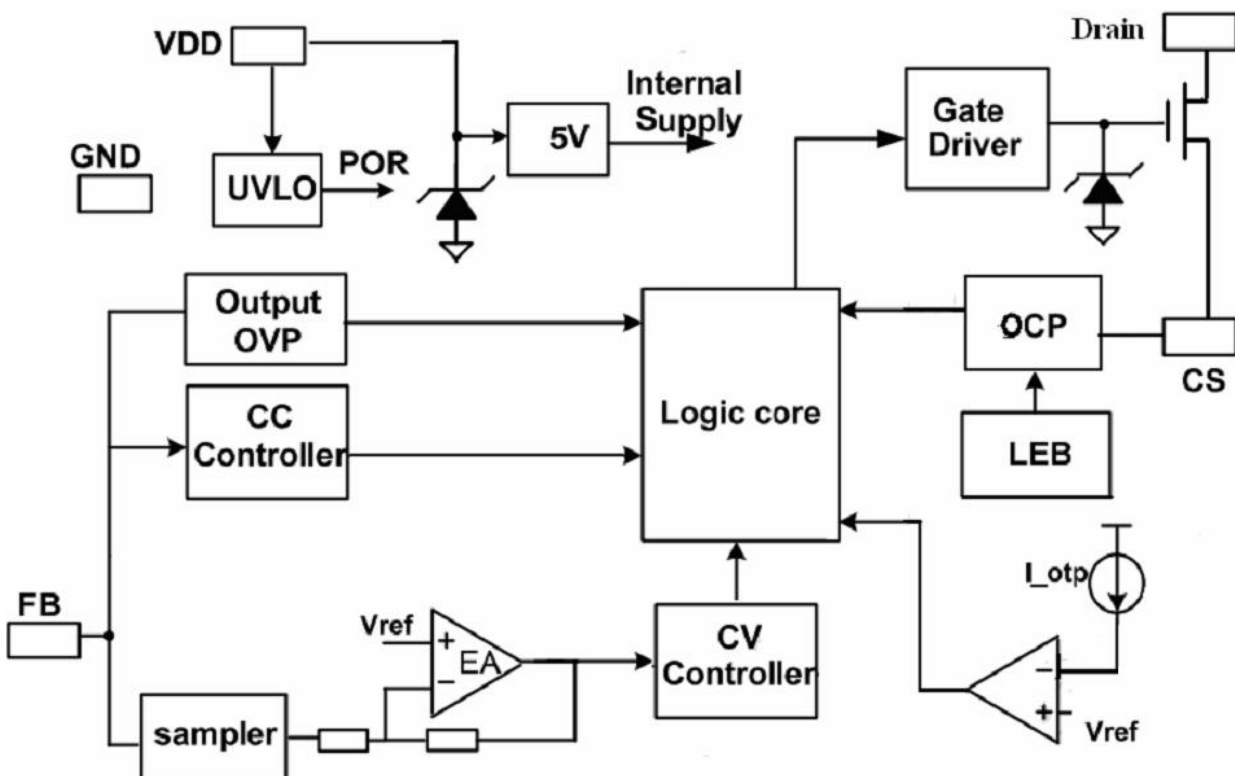 VDD
Drain
Internal
Supply
5V
Gate
Driver
GND
UVLO
POR
Output
OVP
OCP
CS
CC
Controller
Logic core
LEB
FB
Vref
+
EA
−
CV
Controller
I_otp
−
+
Vref
sampler